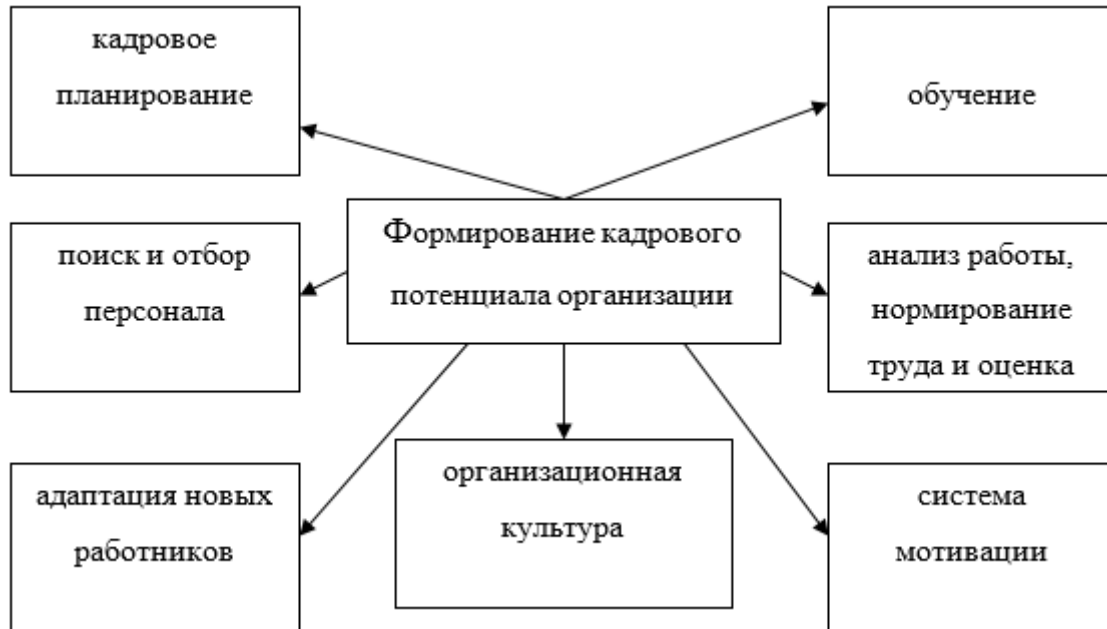 кадровое
планирование
обучение
Формирование кадрового
потенциала организации
поиск и отбор
персонала
анализ работы,
нормирование
труда и оценка
адаптация новых
работников
организационная
культура
система
мотивации